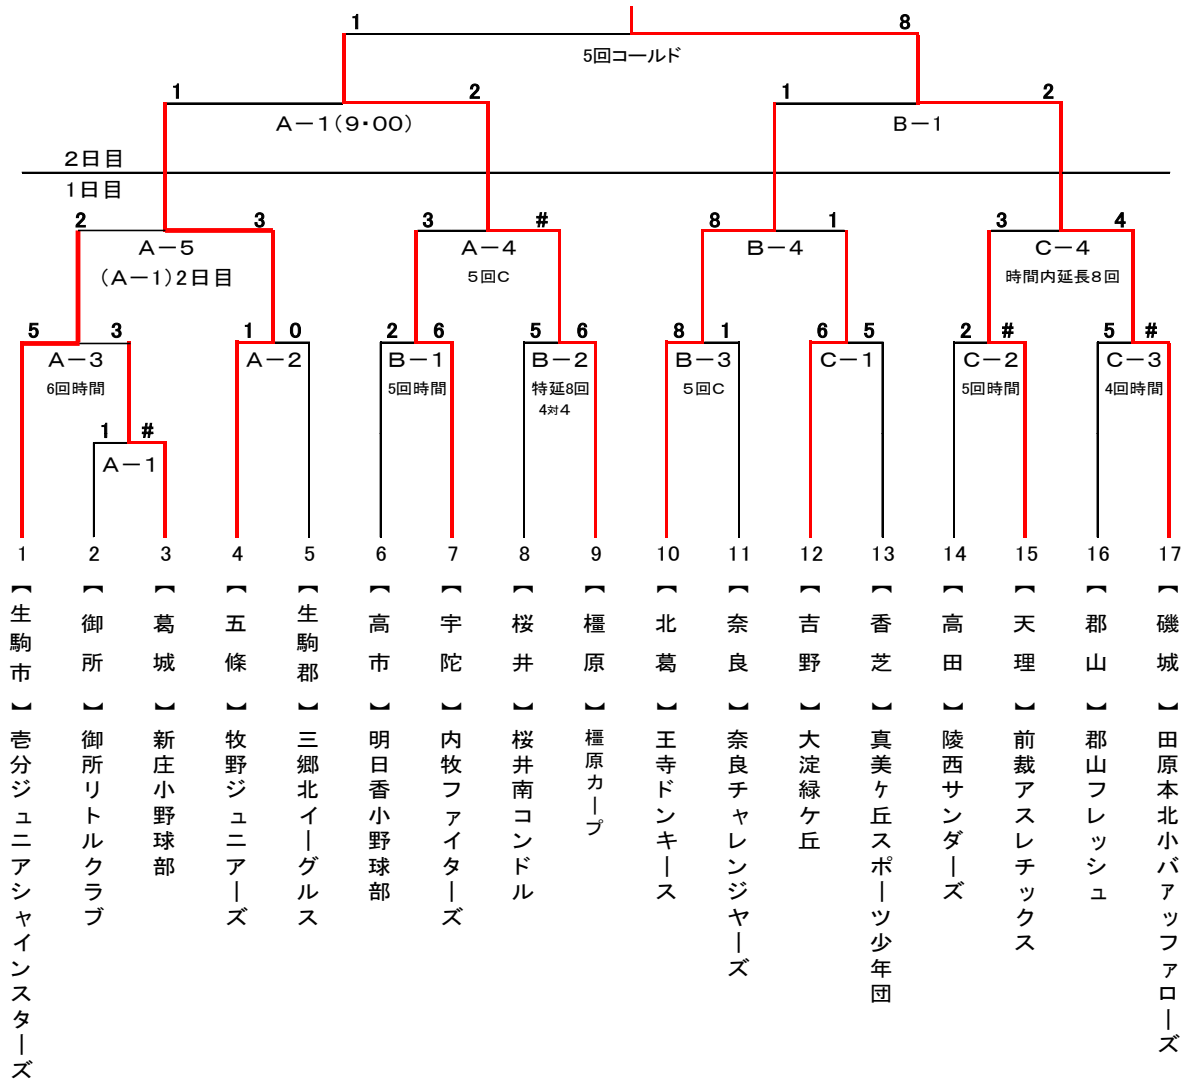 1 8
5回コールド
1 2 1 2
A－1(9・00) B－1
2日目
1日目
2 3 3 # 8 1 3 4
A－5 A－4 B－4 C－4
(A－1)2日目 5回C 時間内延長8回
5 3 1 0 2 6 5 6 8 1 6 5 2 # 5 #
A－3 A－2 B－1 B－2 B－3 C－1 C－2 C－3
6回時間 5回時間 特延8回 5回C 5回時間 4回時間
4対4
1 #
A－1
1 2 3 4 5 6 7 8 9 10 11 12 13 14 15 16 17
【生駒市】壱分ジュニアシャインスターズ
【御所】御所リトルクラブ
【葛城】新庄小野球部
【五條】牧野ジュニアーズ
【生駒郡】三郷北イーグルス
【高市】明日香小野球部
【宇陀】内牧ファイターズ
【桜井】桜井南コンドル
【橿原】橿原カープ
【北葛】王寺ドンキース
【奈良】奈良チャレンジヤーズ
【吉野】大淀緑ケ丘
【香芝】真美ヶ丘スポーツ少年団
【高田】陵西サンダーズ
【天理】前裁アスレチックス
【郡山】郡山フレッシュ
【磯城】田原本北小バァッファローズ